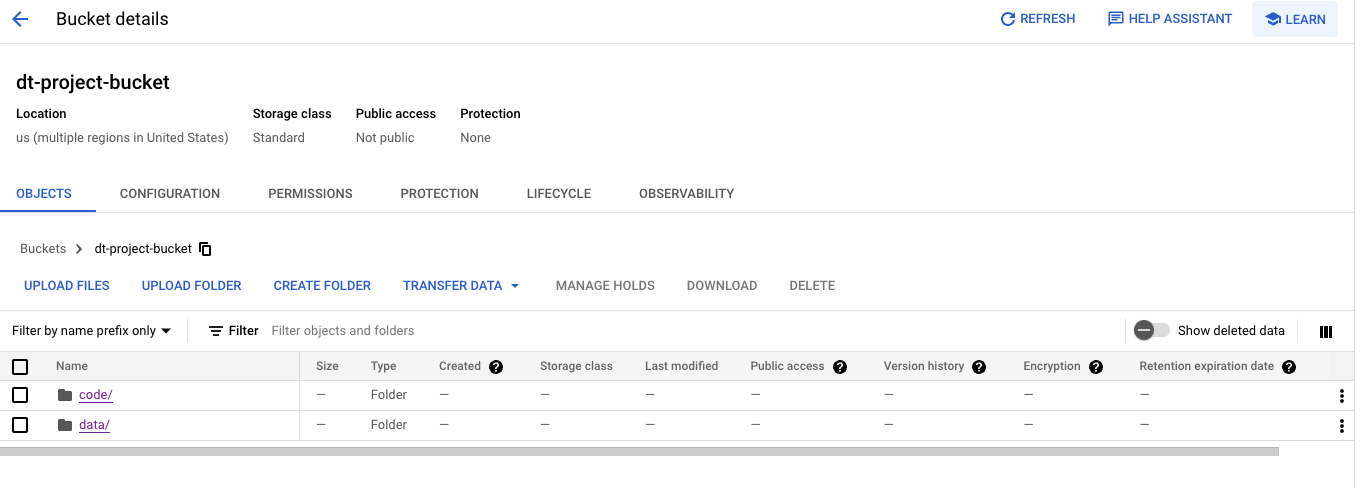 Bucket details REFRESH HELP ASSISTANT LEARN
dt-project-bucket
Location Storage class Public access Protection
us (multiple regions in United States) Standard Not public None
OBJECTS CONFIGURATION PERMISSIONS PROTECTION LIFECYCLE OBSERVABILITY
Buckets > dt-project-bucket
UPLOAD FILES UPLOAD FOLDER CREATE FOLDER TRANSFER DATA MANAGE HOLDS DOWNLOAD DELETE
Filter by name prefix only Filter Filter objects and folders Show deleted data
Name Size Type Created ? Storage class Last modified Public access ? Version history ? Encryption ? Retention expiration date ?
code/ — Folder — — — — — — —
data/ — Folder — — — — — — —